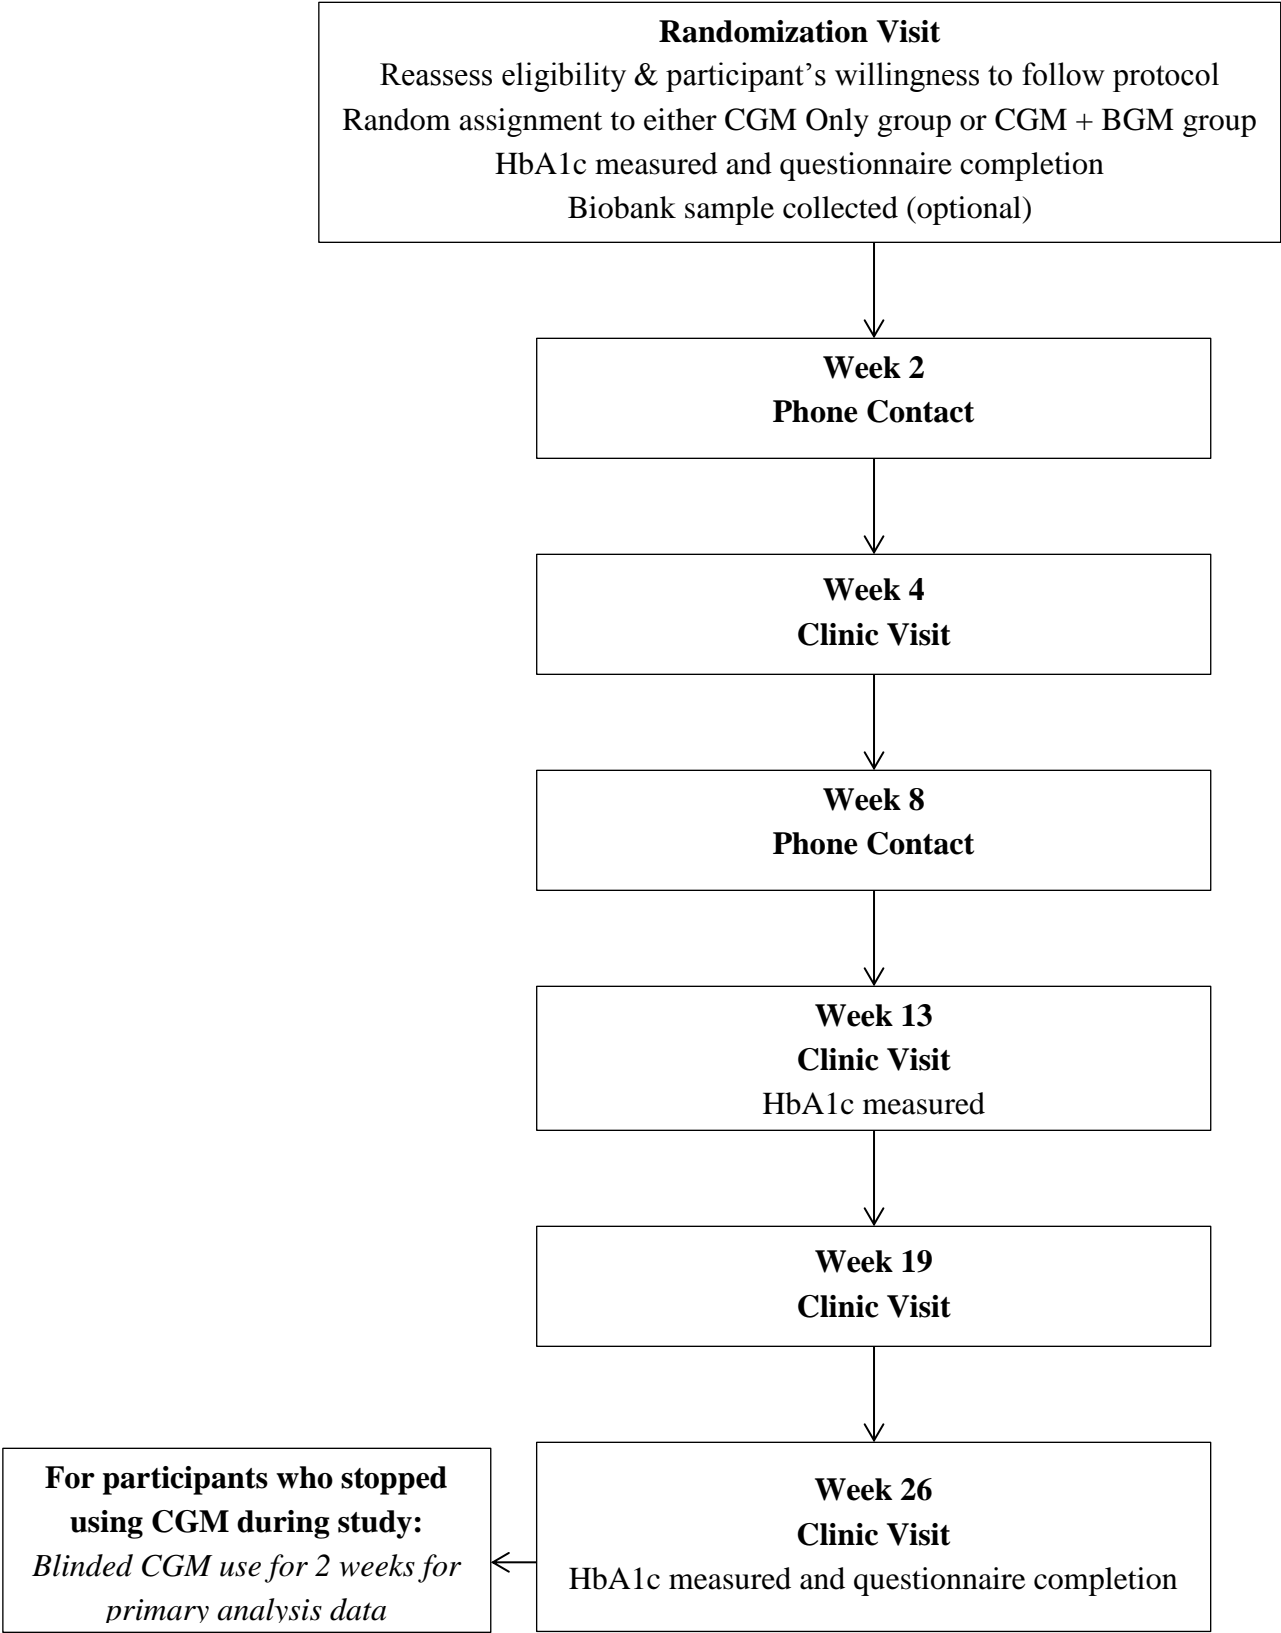 Randomization Visit
Reassess eligibility & participant’s willingness to follow protocol
Random assignment to either CGM Only group or CGM + BGM group
HbA1c measured and questionnaire completion
Biobank sample collected (optional)
Week 2
Phone Contact
Week 4
Clinic Visit
Week 8
Phone Contact
Week 13
Clinic Visit
HbA1c measured
Week 19
Clinic Visit
Week 26
Clinic Visit
HbA1c measured and questionnaire completion
For participants who stopped
using CGM during study:
Blinded CGM use for 2 weeks for
primary analysis data